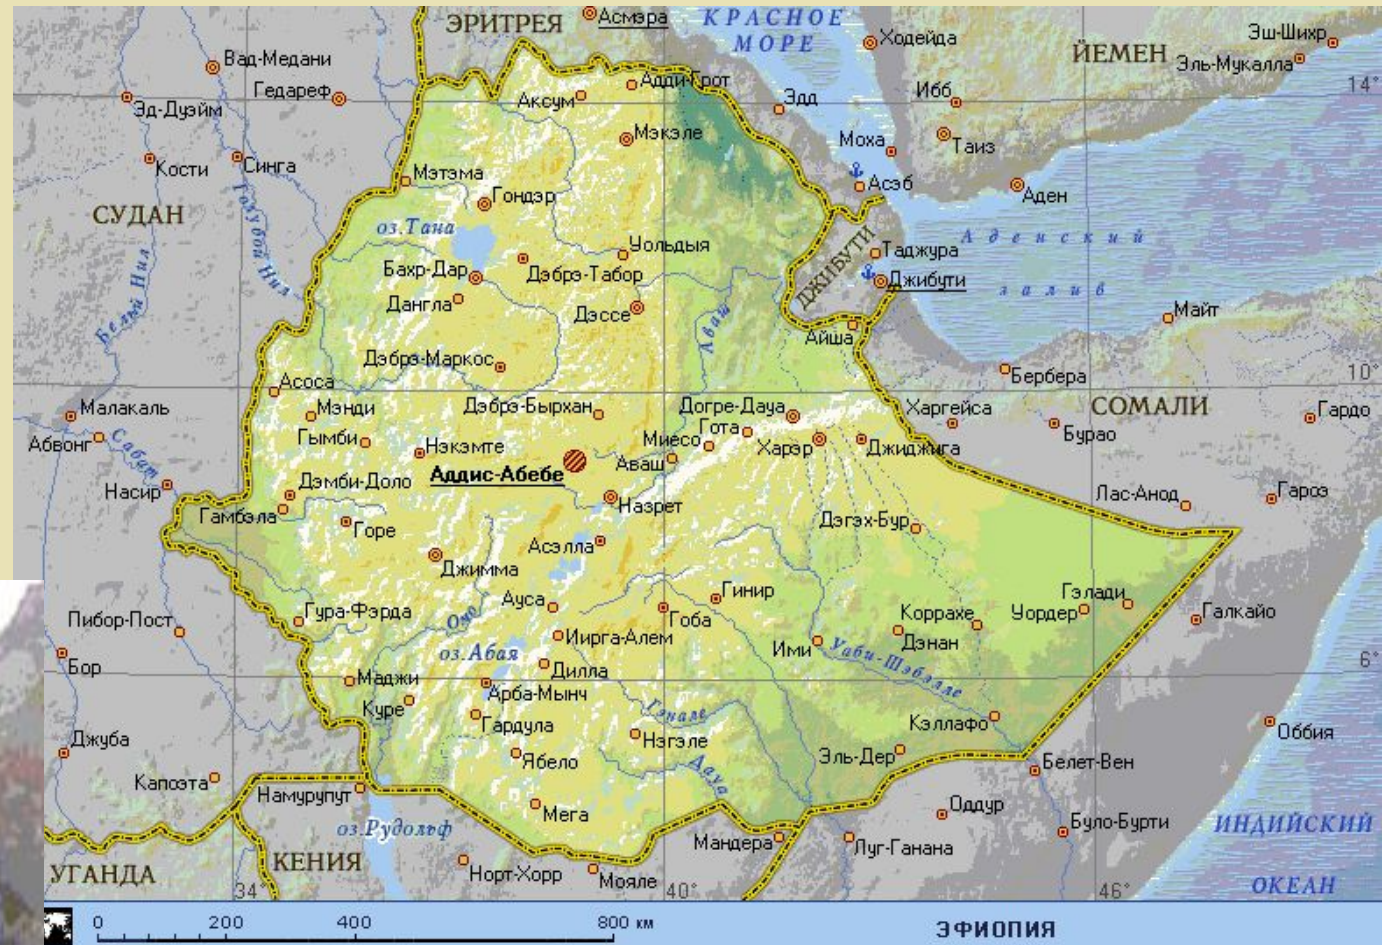 ЭРИТРЕЯ
Асмэра
КРАСНОЕ
МОРЕ
Ходейда
ЙЕМЕН
Эш-Шихр
Эль-Мукалла
Вад-Медани
Гедареф
Эд-Дуэйм
Аксум
Адди-Грот
Эдд
Ибб
14°
Мэкэле
Моха
Таиз
Кости
Синга
Мэтэма
Асэб
Аден
СУДАН
Голубой Нил
Гондэр
оз.Тана
Уольдыя
ДЖИБУТИ
Таджура
Аденский
залив
Бахр-Дар
Дэбрэ-Табор
Джибути
Белый Нил
Дангла
Дэссе
Аваш
Майт
Айша
Дэбрэ-Маркос
Бербера
10°
Асоса
Малакаль
Мэнди
Дэбрэ-Бырхан
Догре-Дауа
Харгейса
СОМАЛИ
Гардо
Абвонг
Собат
Гымби
Нэкэмте
Миесо
Гота
Харэр
Джиджига
Бурао
Аддис-Абебе
Аваш
Насир
Дэмби-Доло
Назрет
Лас-Анод
Гароэ
Гамбэла
Горе
Дэгэх-Бур
Асэлла
Джимма
Гинир
Гэлади
Пибор-Пост
Гура-Фэрда
Омо
Ауса
Гоба
Коррахе
Уордер
Галкайо
Иирга-Алем
Ими
Дэнан
Бор
оз.Абая
Дилла
Уаби-Шэбэлле
6°
Маджи
Арба-Мынч
Куре
Гардула
Гэнале
Кэллафо
Джуба
Нэгэле
Оббия
Ябело
Дауа
Эль-Дер
Белет-Вен
Капоэта
Намурупут
Мега
Оддур
оз.Рудольф
Мандера
Луг-Ганана
Було-Бурти
ИНДИЙСКИЙ
УГАНДА
КЕНИЯ
Норт-Хорр
Мояле
34°
40°
46°
ОКЕАН
0 200 400 800 км
ЭФИОПИЯ